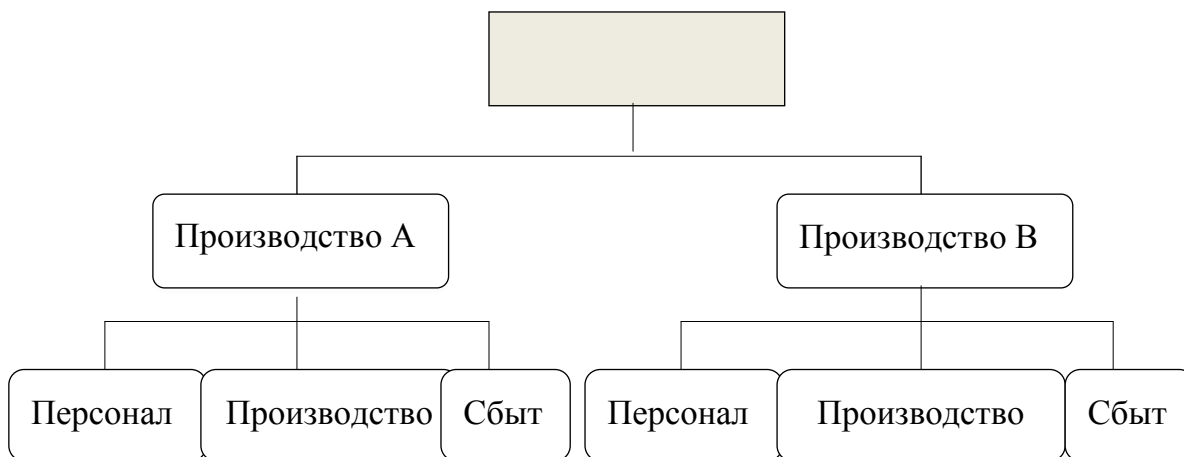 Производство А
Производство В
Персонал
Производство
Сбыт
Персонал
Производство
Сбыт